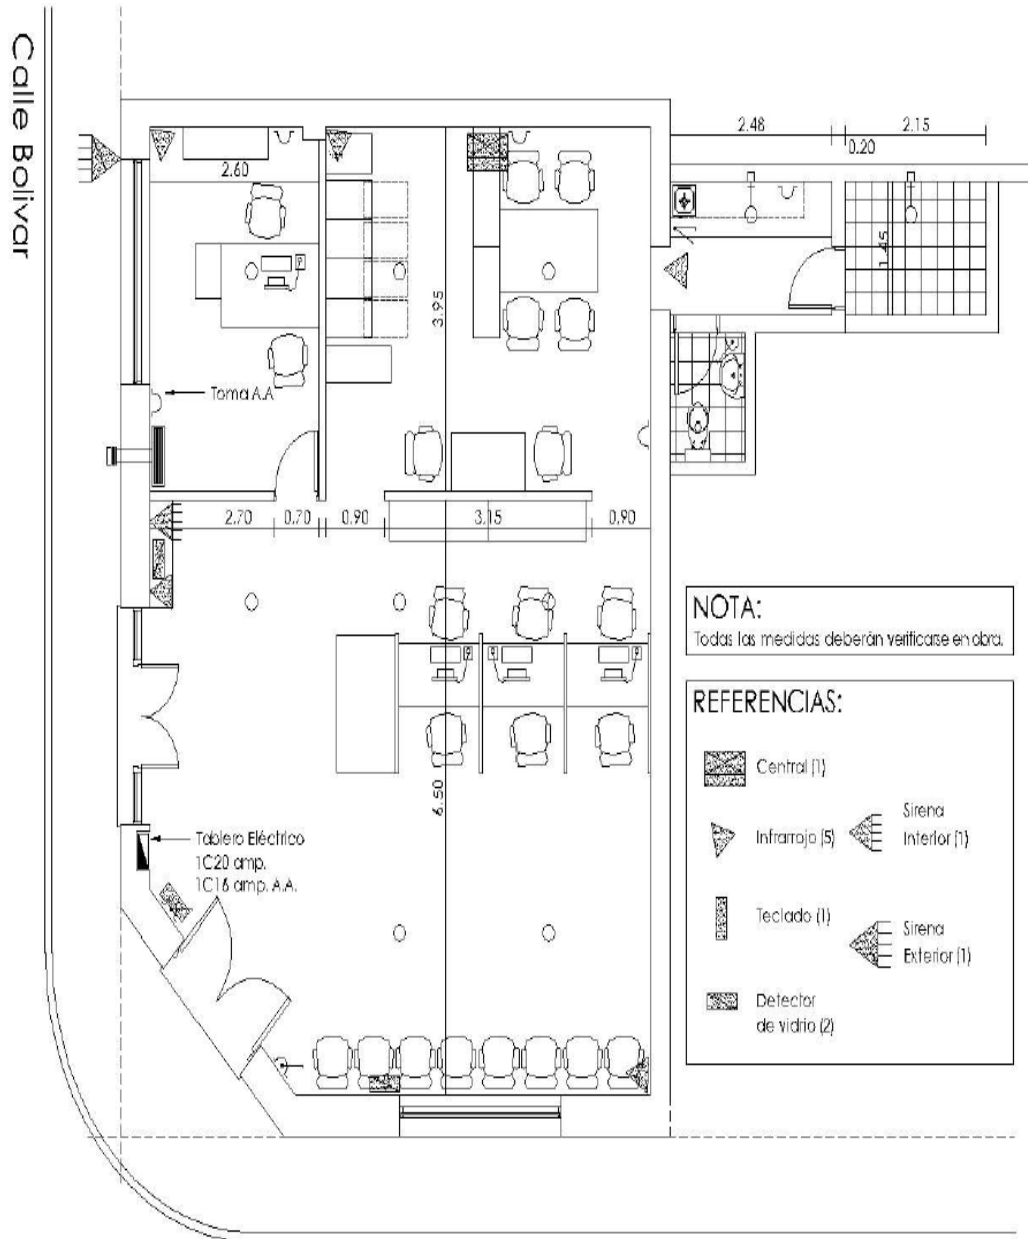 Calle Bolivar
2.48
2.15
0.20
2.60
1.45
3.95
Toma A.A
2.70
0.70
0.90
3.15
0.90
NOTA:
Todas las medidas deberán verificarse en obra.
REFERENCIAS:
Central (1)
Infrarrojo (5)
Sirena
Interior (1)
Teclado (1)
Sirena
Exterior (1)
Detector
de vidrio (2)
6.50
Tablero Eléctrico
1C20 amp.
1C16 amp. A.A.